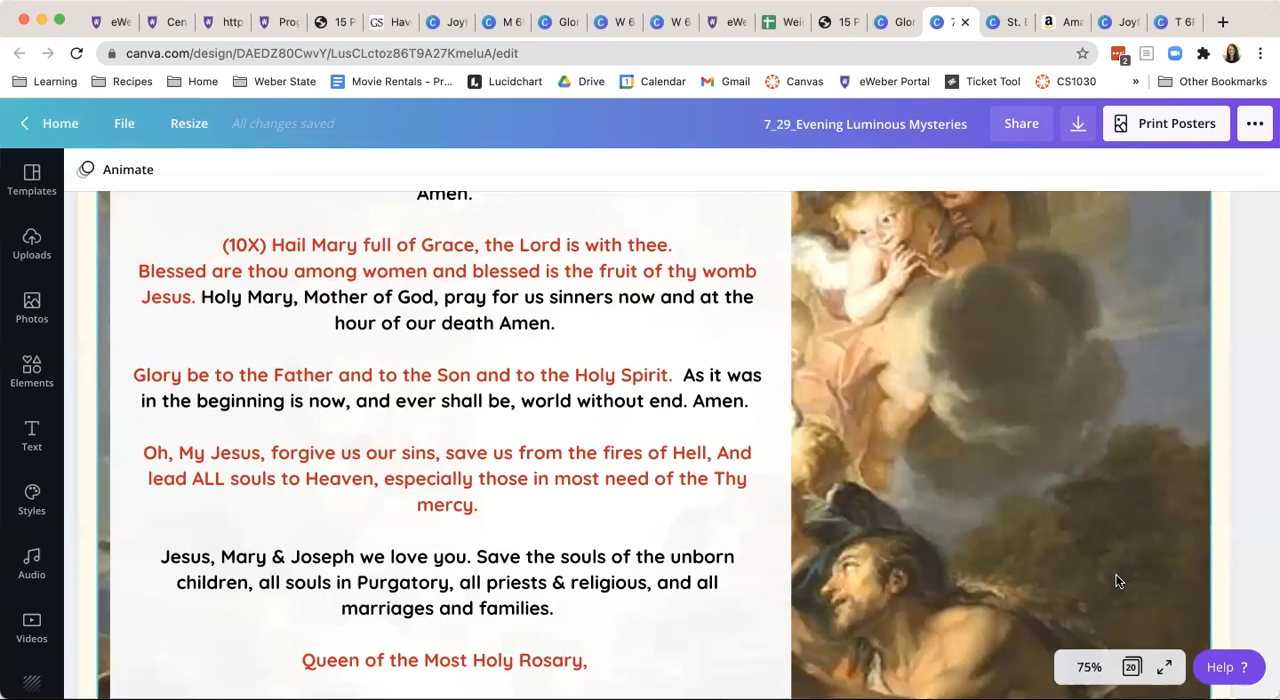 eWe
Cen
http
Prog
15 P
GS Hav
Joy
M 6
Glor
W 6
W 6
eWe
Wei
15 P
Glor
7
St. B
a Ama
Joy
T 6
canva.com/design/DAEDZ80CwvY/LusCLctoz86T9A27KmeluA/edit
2
Learning Recipes Home Weber State Movie Rentals - Pr... Lucidchart Drive Calendar Gmail Canvas eWeber Portal Ticket Tool CS1030 » Other Bookmarks
Home File Resize All changes saved 7_29_Evening Luminous Mysteries Share Print Posters
Templates
Uploads
Photos
Elements
Text
Styles
Audio
Videos
Animate
Amen.
(10X) Hail Mary full of Grace, the Lord is with thee.
Blessed are thou among women and blessed is the fruit of thy womb
Jesus. Holy Mary, Mother of God, pray for us sinners now and at the
hour of our death Amen.
Glory be to the Father and to the Son and to the Holy Spirit. As it was
in the beginning is now, and ever shall be, world without end. Amen.
Oh, My Jesus, forgive us our sins, save us from the fires of Hell, And
lead ALL souls to Heaven, especially those in most need of the Thy
mercy.
Jesus, Mary & Joseph we love you. Save the souls of the unborn
children, all souls in Purgatory, all priests & religious, and all
marriages and families.
Queen of the Most Holy Rosary,
75% 20
Help ?